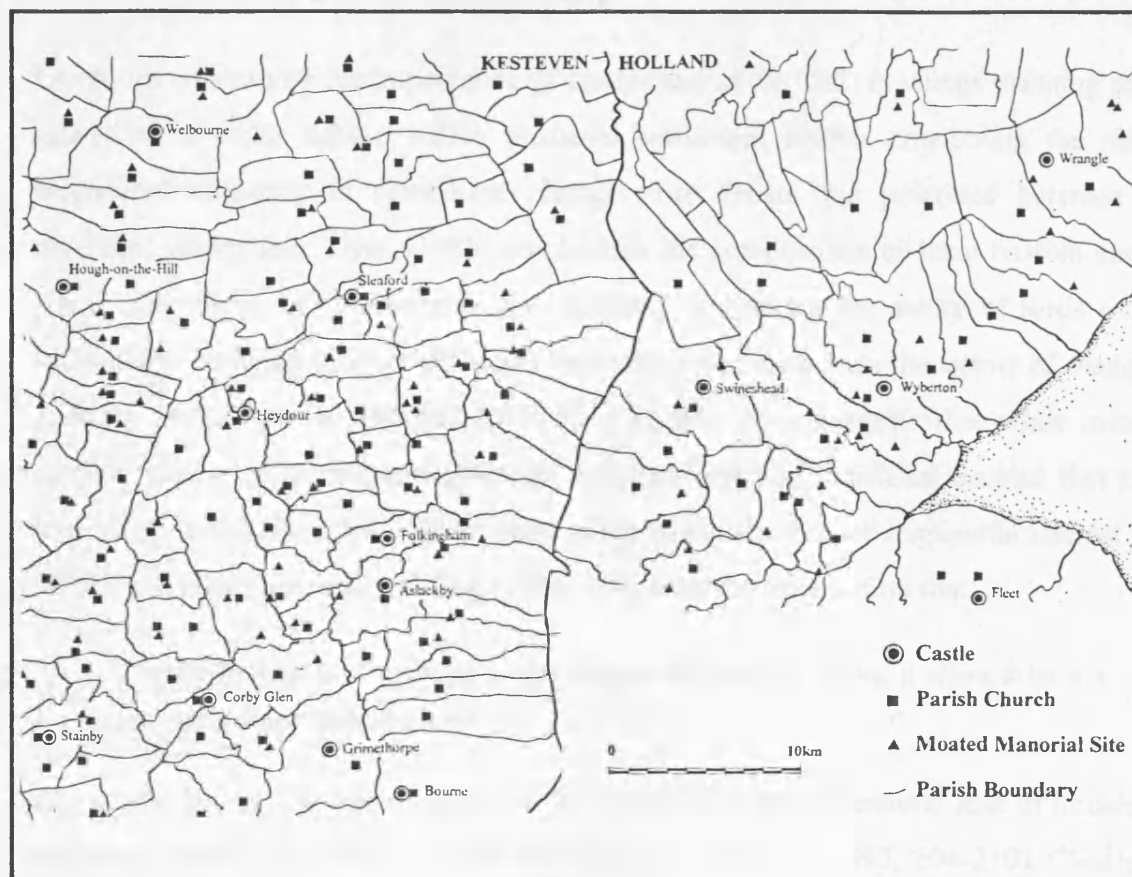 KESTEVEN HOLLAND
Welbourne
Wrangle
Hough-on-the-Hill
Sleaford
Swineshead
Wyberton
Heydour
Folkingham
Aslackby
Fleet
Castle
Corby Glen
Parish Church
Stainby
Grimethorpe
Moated Manorial Site
0 10km
Bourne
Parish Boundary